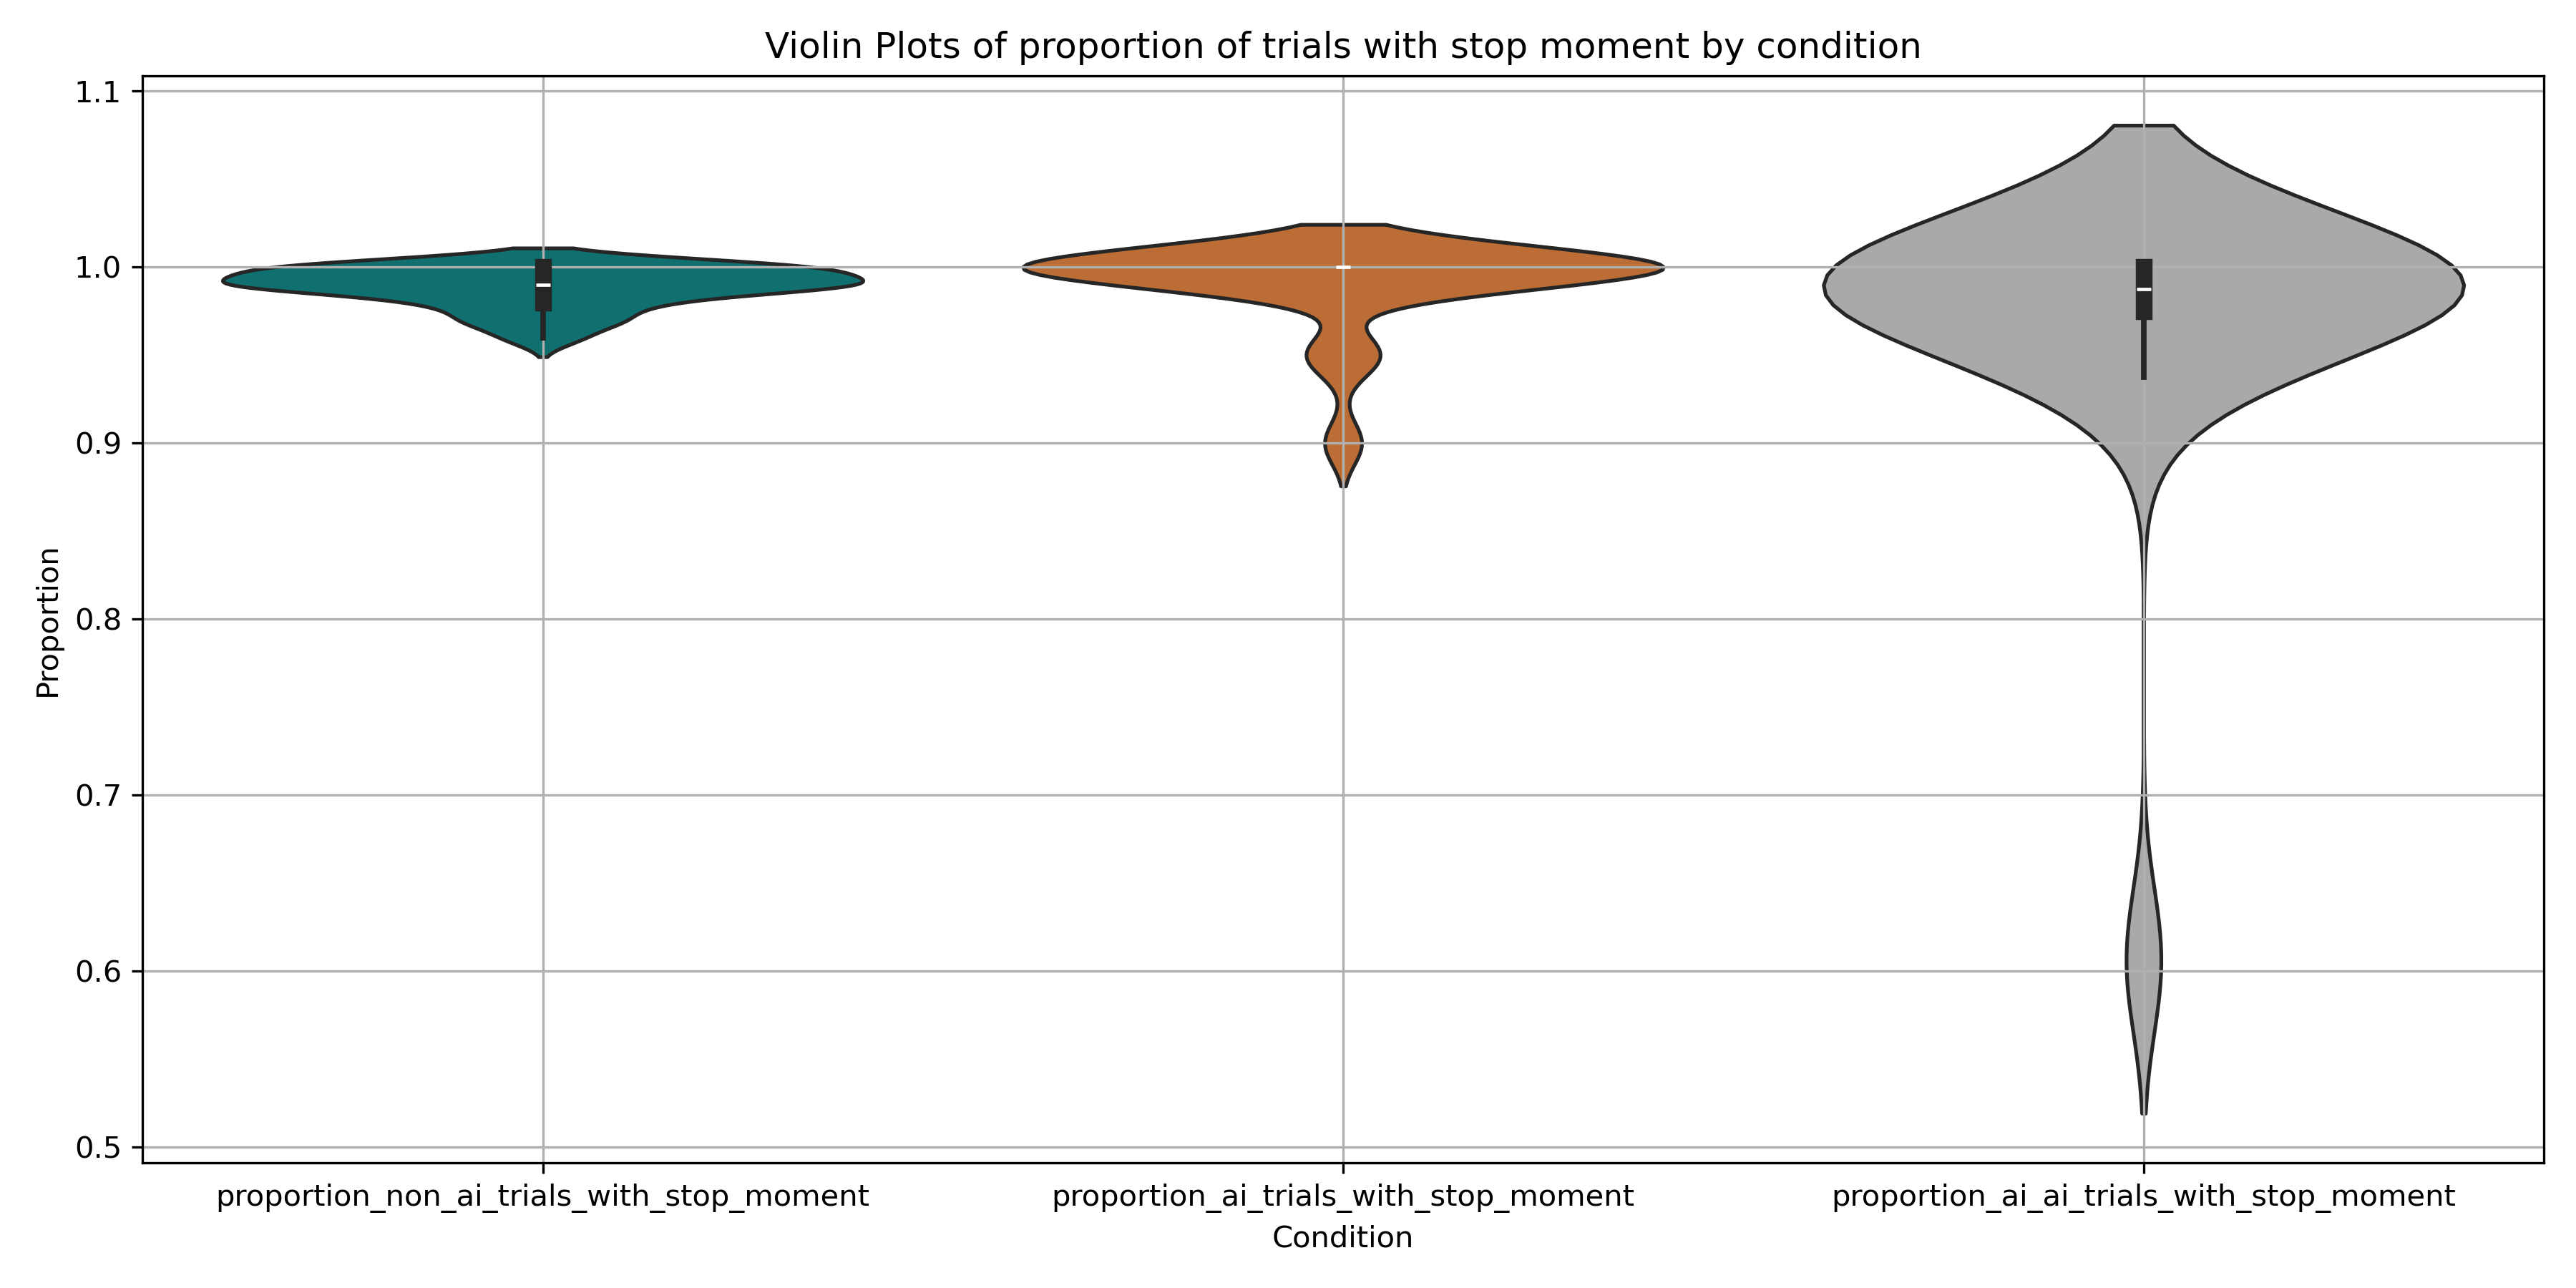 Violin Plots of proportion of trials with stop moment by condition
1.1
1.0
0.9
0.8
0.7
0.6
0.5
Proportion
proportion_non_ai_trials_with_stop_moment
proportion_ai_trials_with_stop_moment
proportion_ai_ai_trials_with_stop_moment
Condition